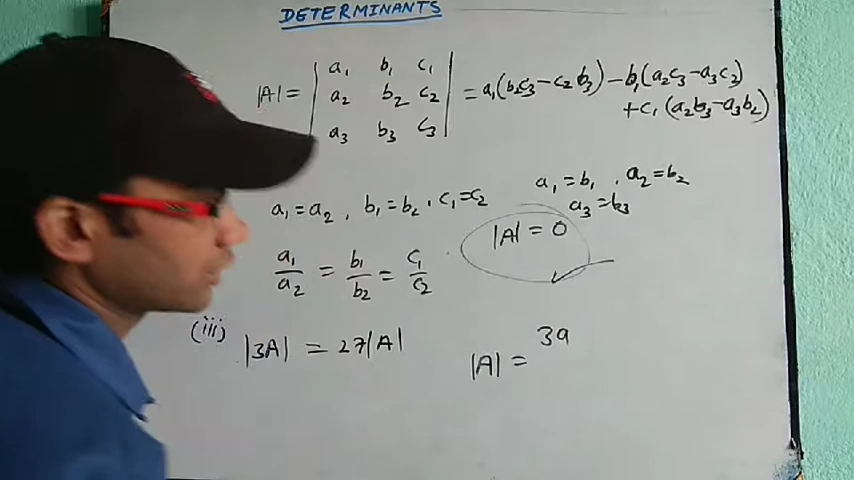 DETERMINANTS
|A| = | a₁ b₁ c₁ | = a₁(b₂c₃ - c₂b₃) - b₁(a₂c₃ - a₃c₂)
| a₂ b₂ c₂ | + c₁(a₂b₃ - a₃b₂)
| a₃ b₃ c₃ |
a₁ = a₂, b₁ = b₂, c₁ = c₂
a₁ = b₁, a₂ = b₂
a₃ = b₃
a₁/a₂ = b₁/b₂ = c₁/c₂
|A| = 0
(iii) |3A| = 27|A|
|A| = 3a